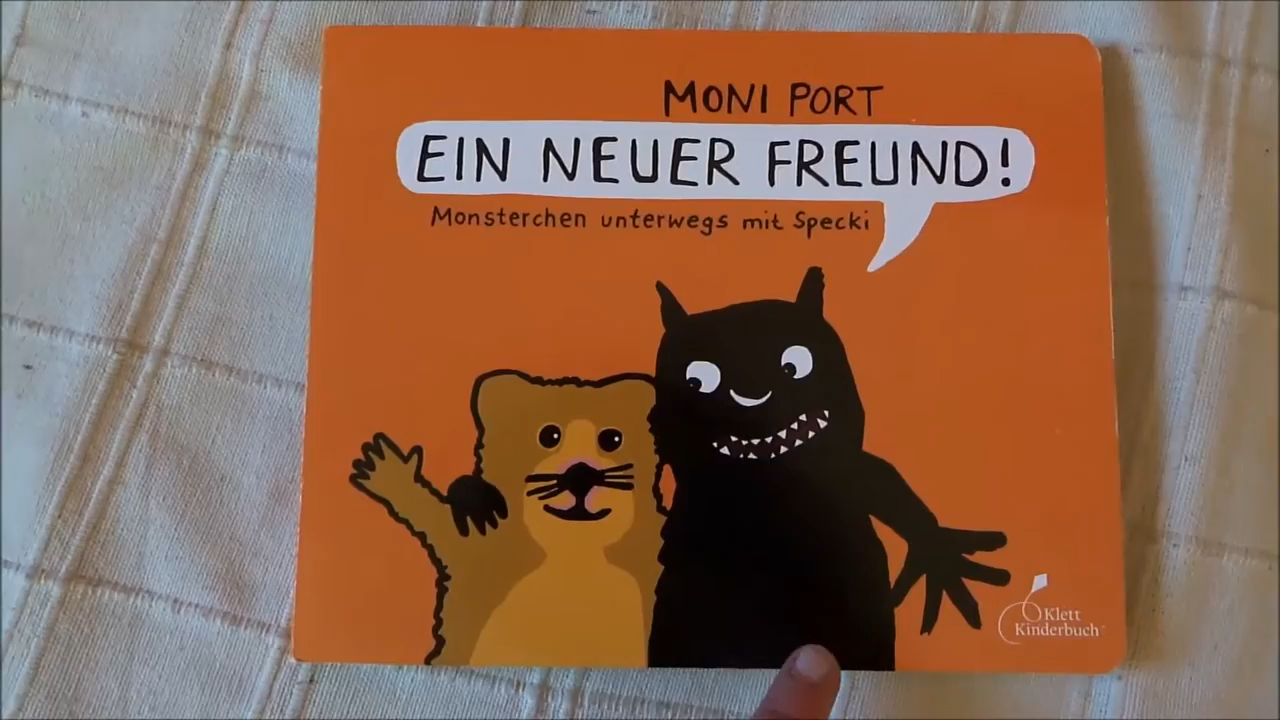 MONI PORT
EIN NEUER FREUND!
Monsterchen unterwegs mit Specki
Klett
Kinderbuch